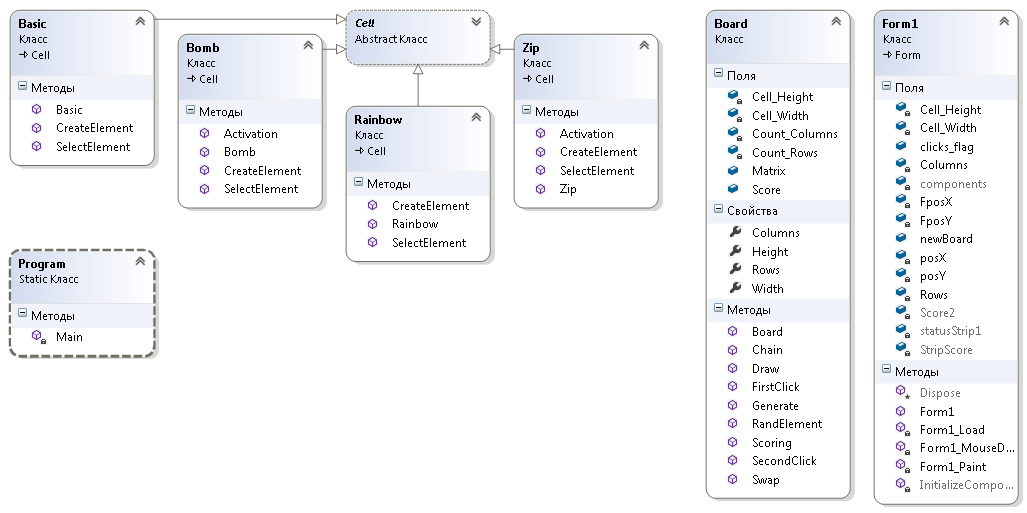 Basic
Класс
Cell
Методы
Basic
CreateElement
SelectElement
Bomb
Класс
Cell
Методы
Activation
Bomb
CreateElement
SelectElement
Cell
Abstract Класс
Rainbow
Класс
Cell
Методы
CreateElement
Rainbow
SelectElement
Zip
Класс
Cell
Методы
Activation
CreateElement
SelectElement
Zip
Program
Static Класс
Методы
Main
Board
Класс
Поля
Cell_Height
Cell_Width
Count_Columns
Count_Rows
Matrix
Score
Свойства
Columns
Height
Rows
Width
Методы
Board
Chain
Draw
FirstClick
Generate
RandElement
Scoring
SecondClick
Swap
Form1
Класс
Form
Поля
Cell_Height
Cell_Width
clicks_flag
Columns
components
FposX
FposY
newBoard
posX
posY
Rows
Score2
statusStrip1
StripScore
Методы
Dispose
Form1
Form1_Load
Form1_MouseD...
Form1_Paint
InitializeCompo...